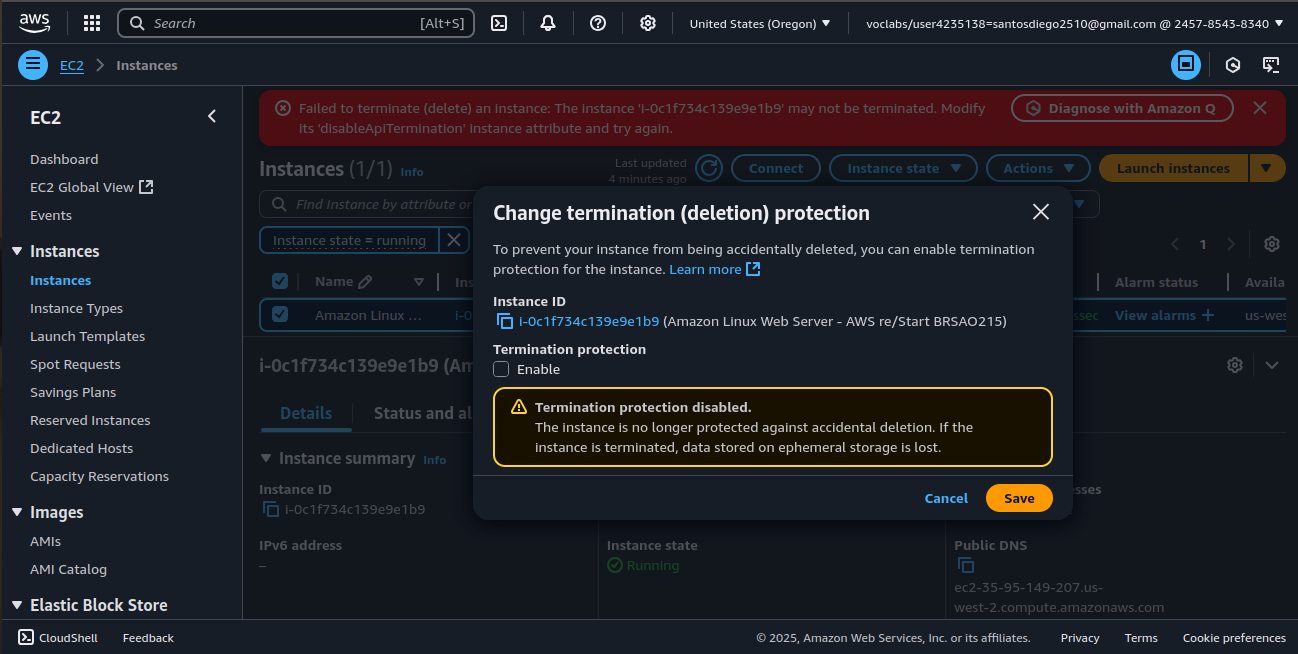 aws
Search
[Alt+S]
United States (Oregon)
voclabs/user4235138=santosdiego2510@gmail.com @ 2457-8543-8340
EC2
Instances
EC2
Dashboard
EC2 Global View
Events
Instances
Instances
Instance Types
Launch Templates
Spot Requests
Savings Plans
Reserved Instances
Dedicated Hosts
Capacity Reservations
Images
AMIs
AMI Catalog
Elastic Block Store
Failed to terminate (delete) an instance: The instance 'i-0c1f734c139e9e1b9' may not be terminated. Modify
its 'disableApiTermination' instance attribute and try again.
Diagnose with Amazon Q
Instances (1/1) Info
Last updated
4 minutes ago
Connect
Instance state
Actions
Launch instances
Find Instance by attribute or
Instance state = running
1
Name
Ins
Alarm status
Availa
Amazon Linux ...
i-0
ssec
View alarms +
us-wes
Change termination (deletion) protection
To prevent your instance from being accidentally deleted, you can enable termination
protection for the instance. Learn more
Instance ID
i-0c1f734c139e9e1b9 (Amazon Linux Web Server - AWS re/Start BRSAO215)
Termination protection
Enable
Termination protection disabled.
The instance is no longer protected against accidental deletion. If the
instance is terminated, data stored on ephemeral storage is lost.
Cancel
Save
i-0c1f734c139e9e1b9 (Am
Details
Status and al
Instance summary Info
Instance ID
i-0c1f734c139e9e1b9
esses
IPv6 address
–
Instance state
Running
Public DNS
ec2-35-95-149-207.us-
west-2.compute.amazonaws.com
CloudShell
Feedback
© 2025, Amazon Web Services, Inc. or its affiliates.
Privacy
Terms
Cookie preferences